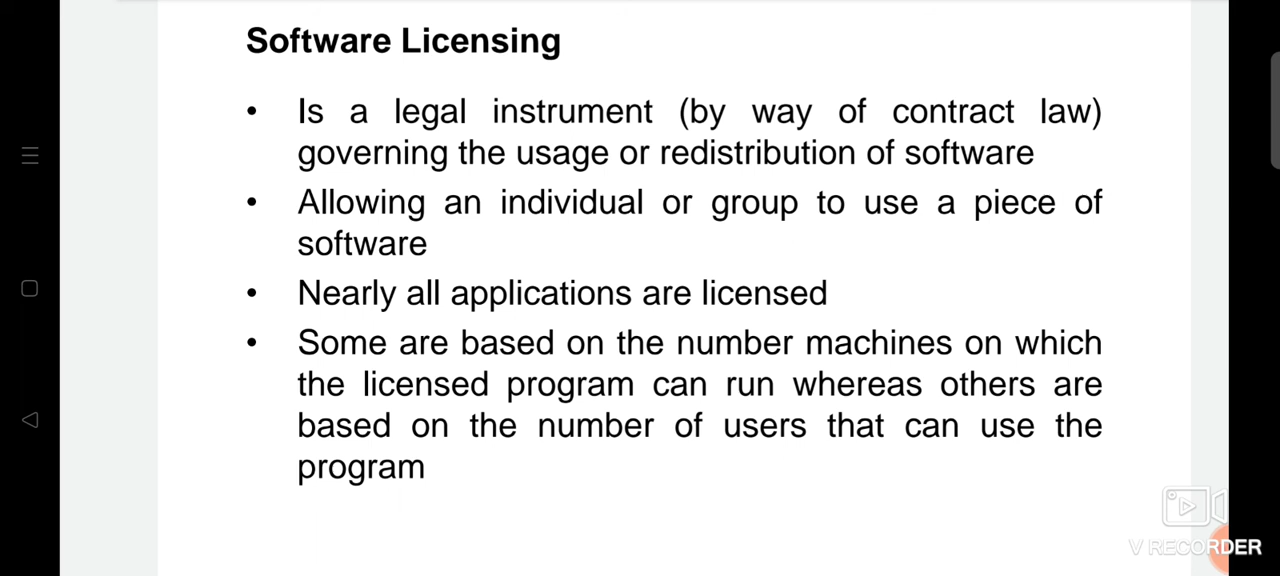 Software Licensing
• Is a legal instrument (by way of contract law)
governing the usage or redistribution of software
• Allowing an individual or group to use a piece of
software
• Nearly all applications are licensed
• Some are based on the number machines on which
the licensed program can run whereas others are
based on the number of users that can use the
program
V RECORDER